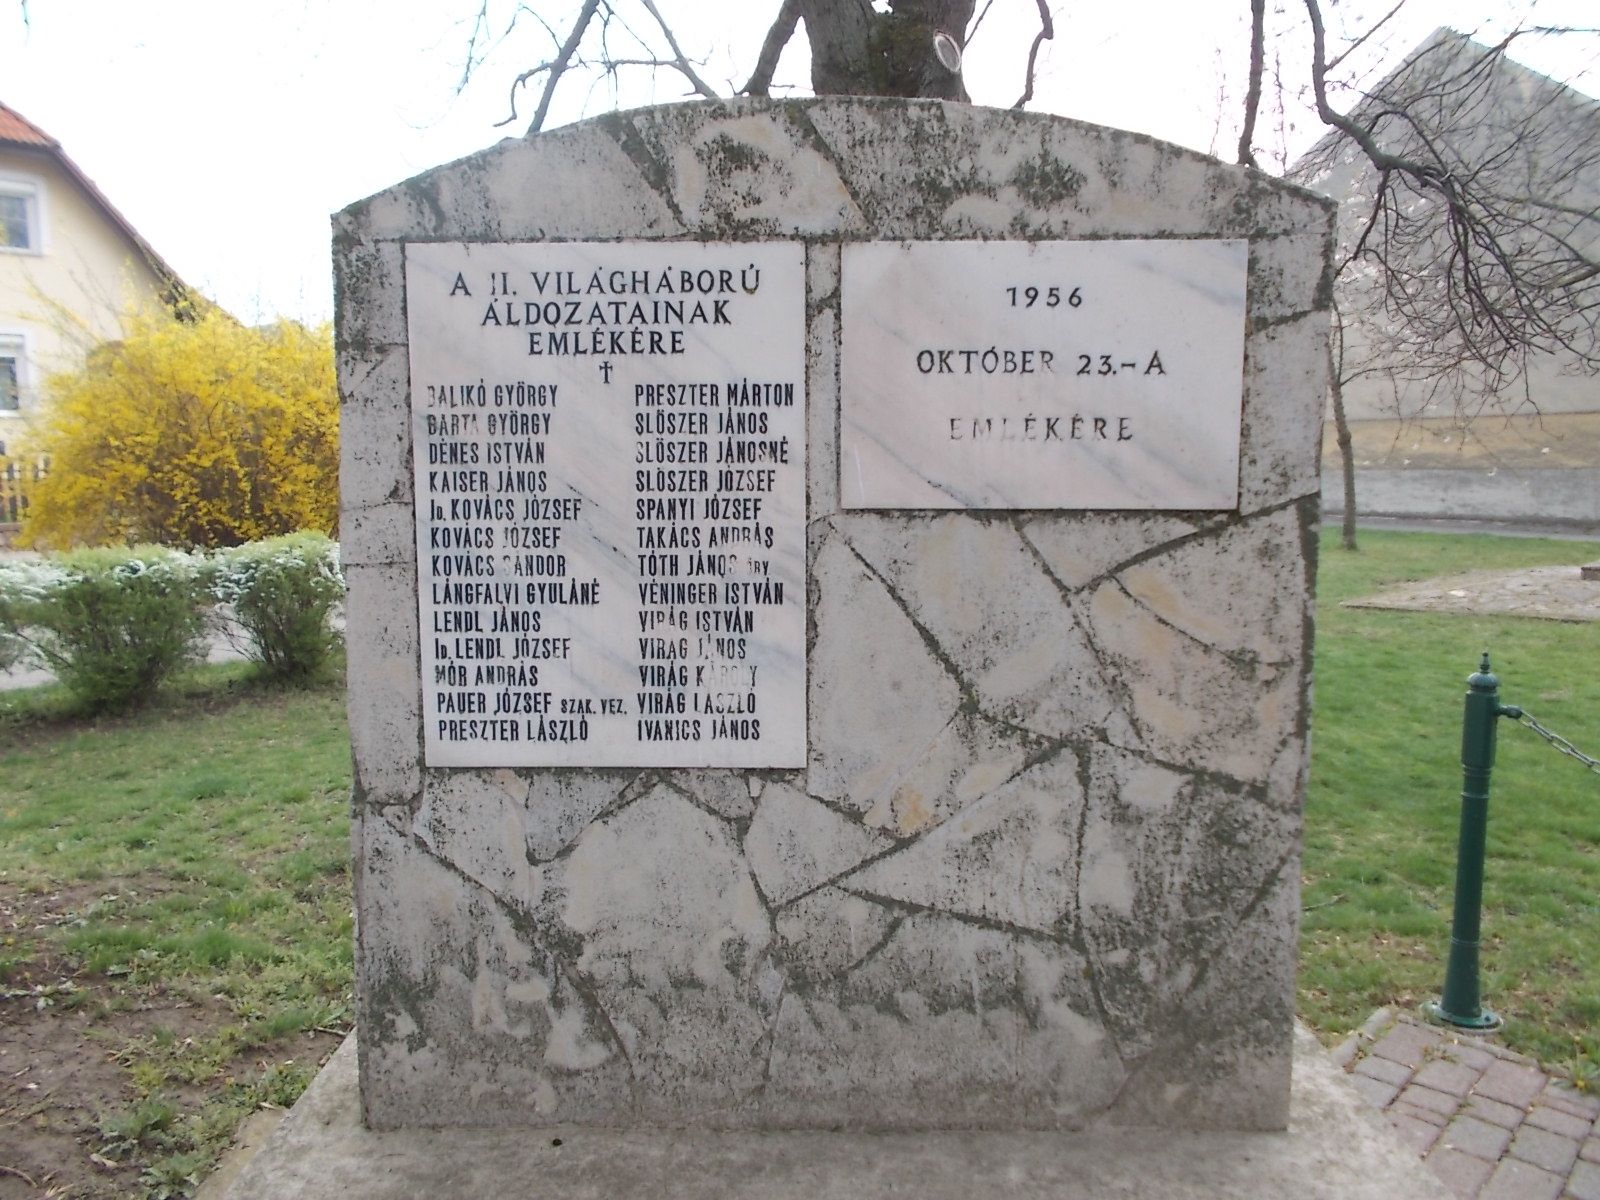 A II. VILÁGHÁBORÚ
ÁLDOZATAINAK
EMLÉKÉRE
BALIKÓ GYÖRGY
BARTA GYÖRGY
DÉNES ISTVÁN
KAISER JÁNOS
ID. KOVÁCS JÓZSEF
KOVÁCS JÓZSEF
KOVÁCS SÁNDOR
LÁNGFALVI GYULÁNÉ
LENDL JÁNOS
ID. LENDL JÓZSEF
MÓR ANDRÁS
PAUER JÓZSEF SZAK. VEZ.
PRESZTER LÁSZLÓ
PRESZTER MÁRTON
SLÖSZER JÁNOS
SLÖSZER JÁNOSNÉ
SLÖSZER JÓZSEF
SPANYI JÓZSEF
TAKÁCS ANDRÁS
TÓTH JÁNOS ŐRV.
VÉNINGER ISTVÁN
VIRÁG ISTVÁN
VIRÁG JÁNOS
VIRÁG KÁROLY
VIRÁG LÁSZLÓ
IVANICS JÁNOS
1956
OKTÓBER 23.-A
EMLÉKÉRE